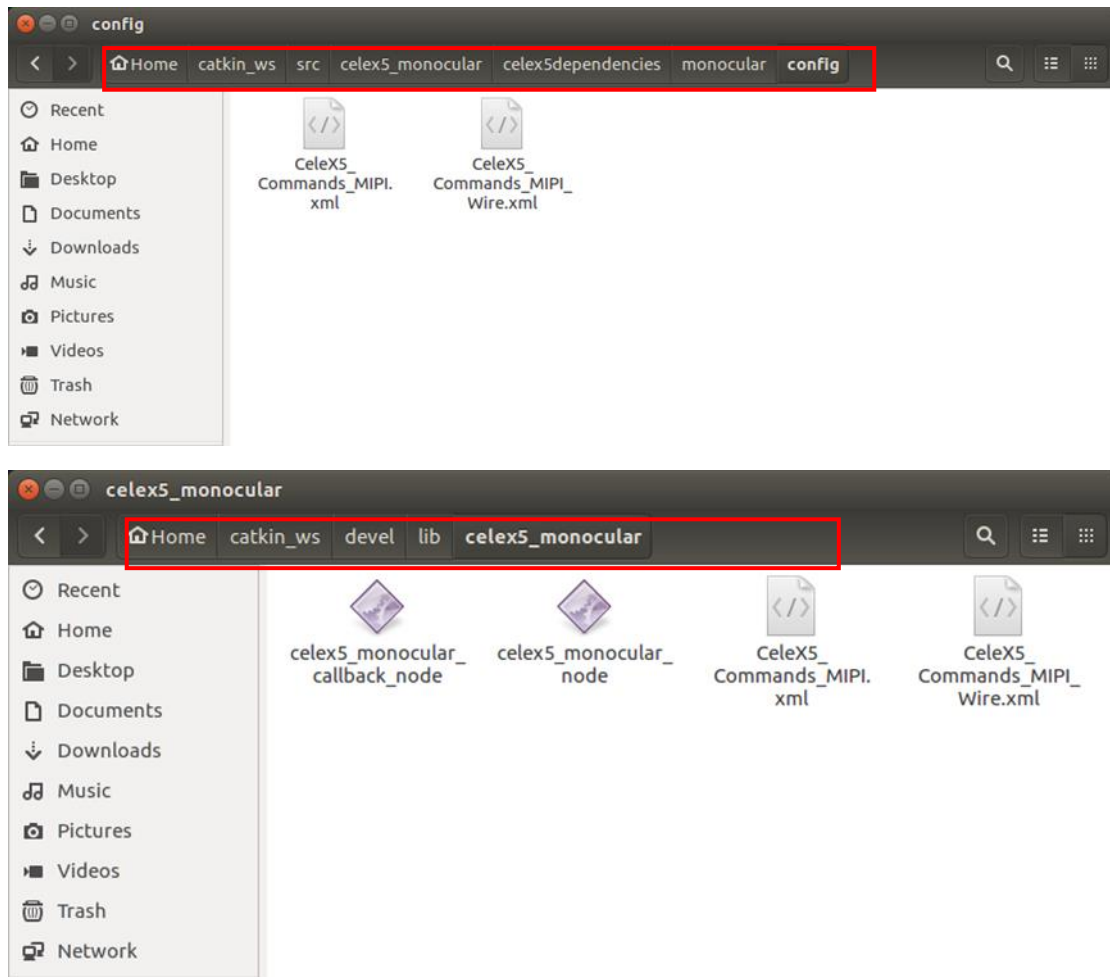 config
Home catkin_ws src celex5_monocular celex5dependencies monocular config
Recent
Home
Desktop
Documents
Downloads
Music
Pictures
Videos
Trash
Network
CeleX5_
Commands_MIPI.
xml
CeleX5_
Commands_MIPI_
Wire.xml
celex5_monocular
Home catkin_ws devel lib celex5_monocular
Recent
Home
Desktop
Documents
Downloads
Music
Pictures
Videos
Trash
Network
celex5_monocular_
callback_node
celex5_monocular_
node
CeleX5_
Commands_MIPI.
xml
CeleX5_
Commands_MIPI_
Wire.xml